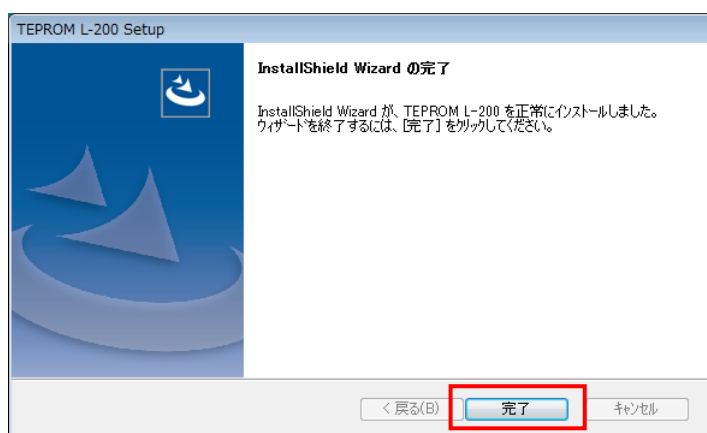 TEPROM L-200 Setup
InstallShield Wizard の完了
InstallShield Wizard が、TEPROM L-200 を正常にインストールしました。
ウィザードを終了するには、[完了] をクリックしてください。
< 戻る(B)
完了
キャンセル